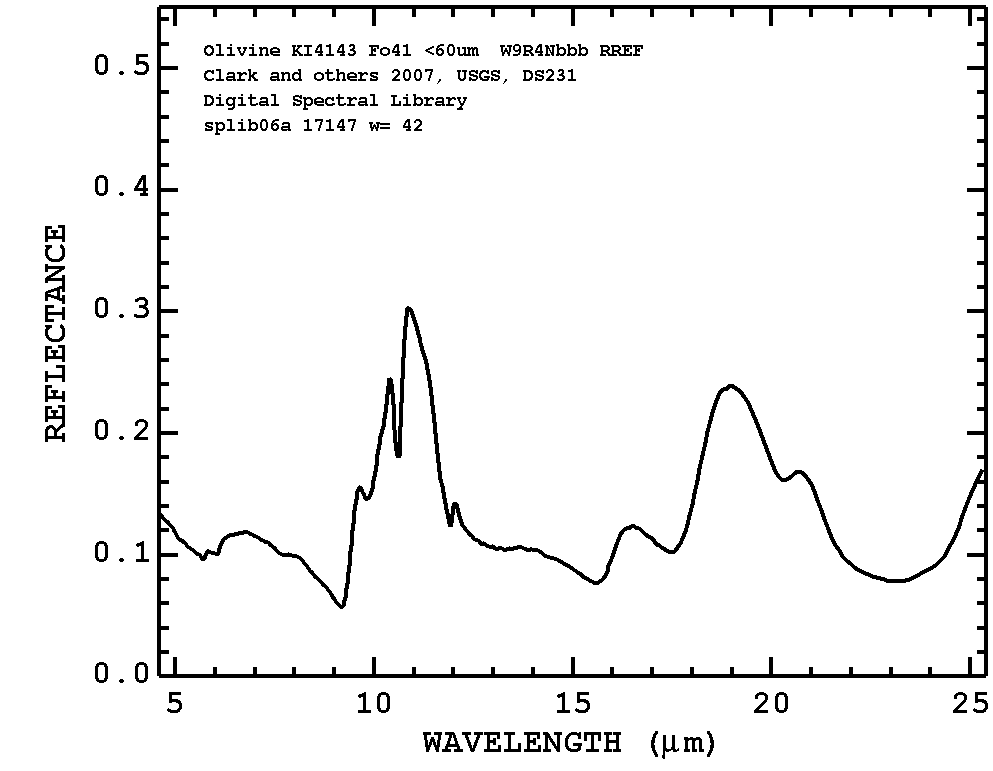 Olivine KI4143 Fo41 <60um  W9R4Nbbb RREF
Clark and others 2007, USGS, DS231
Digital Spectral Library
splib06a 17147 w= 42
0.5
0.4
0.3
0.2
0.1
0.0
REFLECTANCE
5 10 15 20 25
WAVELENGTH (μm)